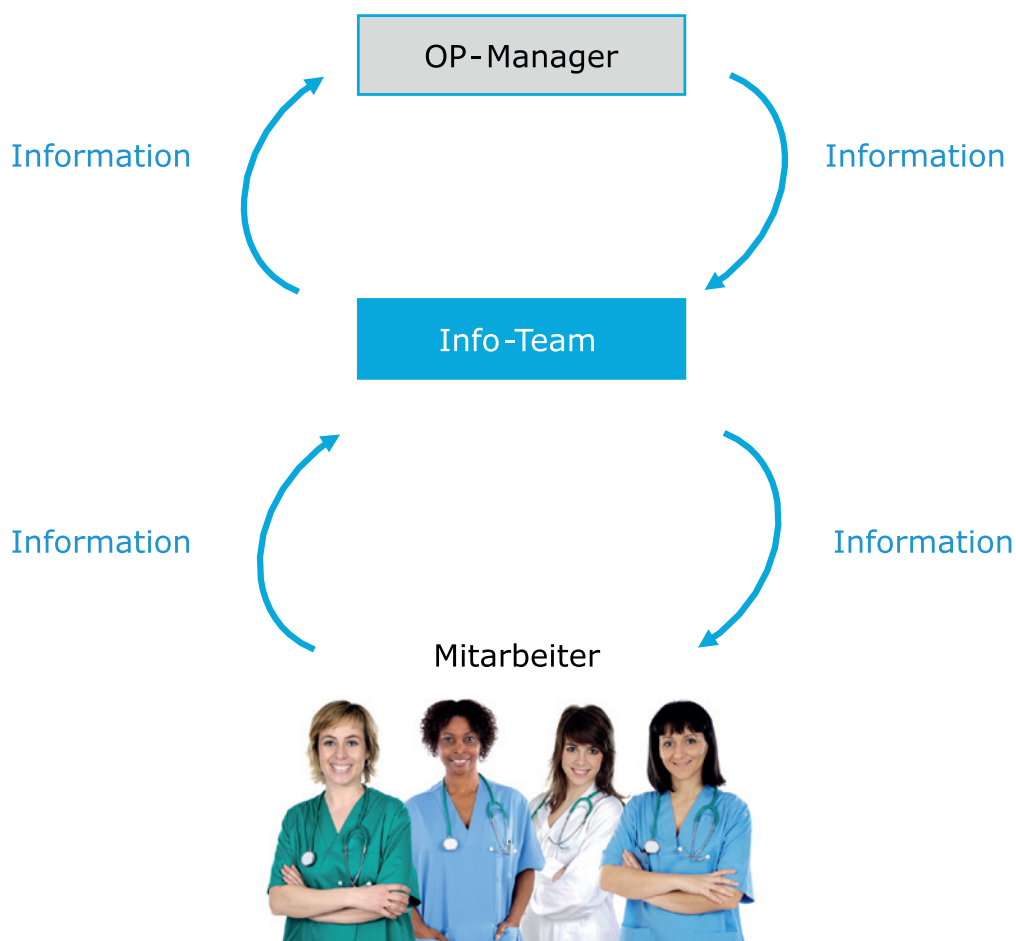 OP-Manager
Information
Information
Info-Team
Information
Information
Mitarbeiter